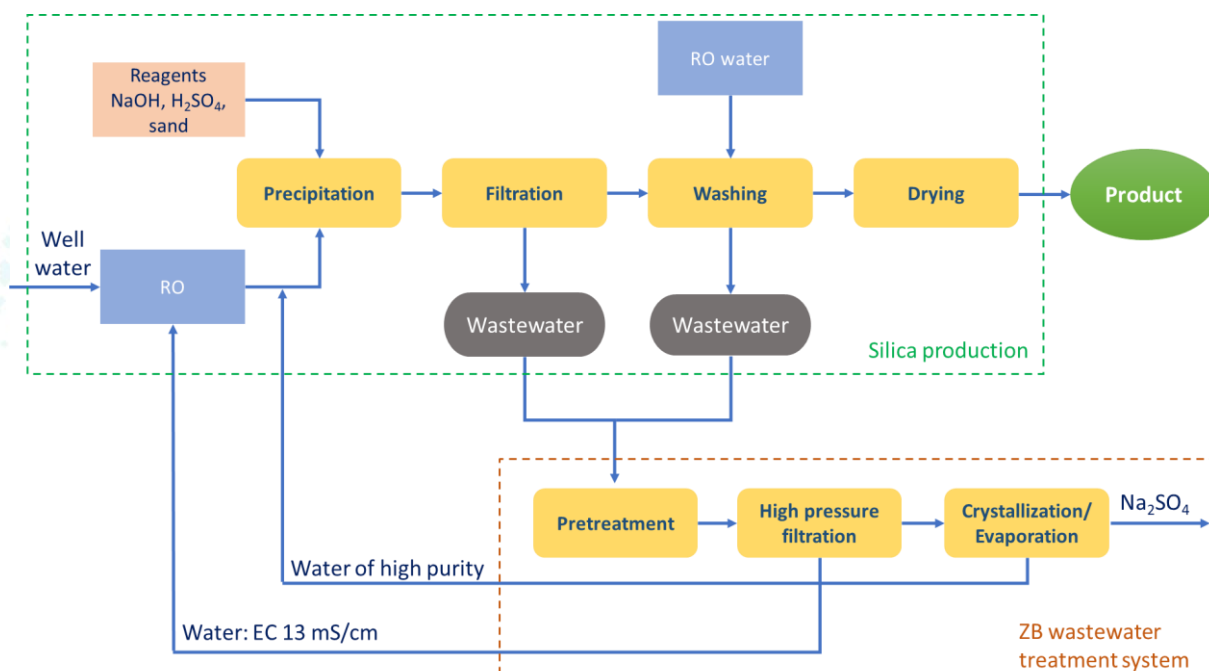 Reagents
NaOH, H₂SO₄,
sand
RO water
Precipitation
Filtration
Washing
Drying
Product
Well
water
RO
Wastewater
Wastewater
Silica production
Pretreatment
High pressure
filtration
Crystallization/
Evaporation
Na₂SO₄
Water of high purity
Water: EC 13 mS/cm
ZB wastewater
treatment system